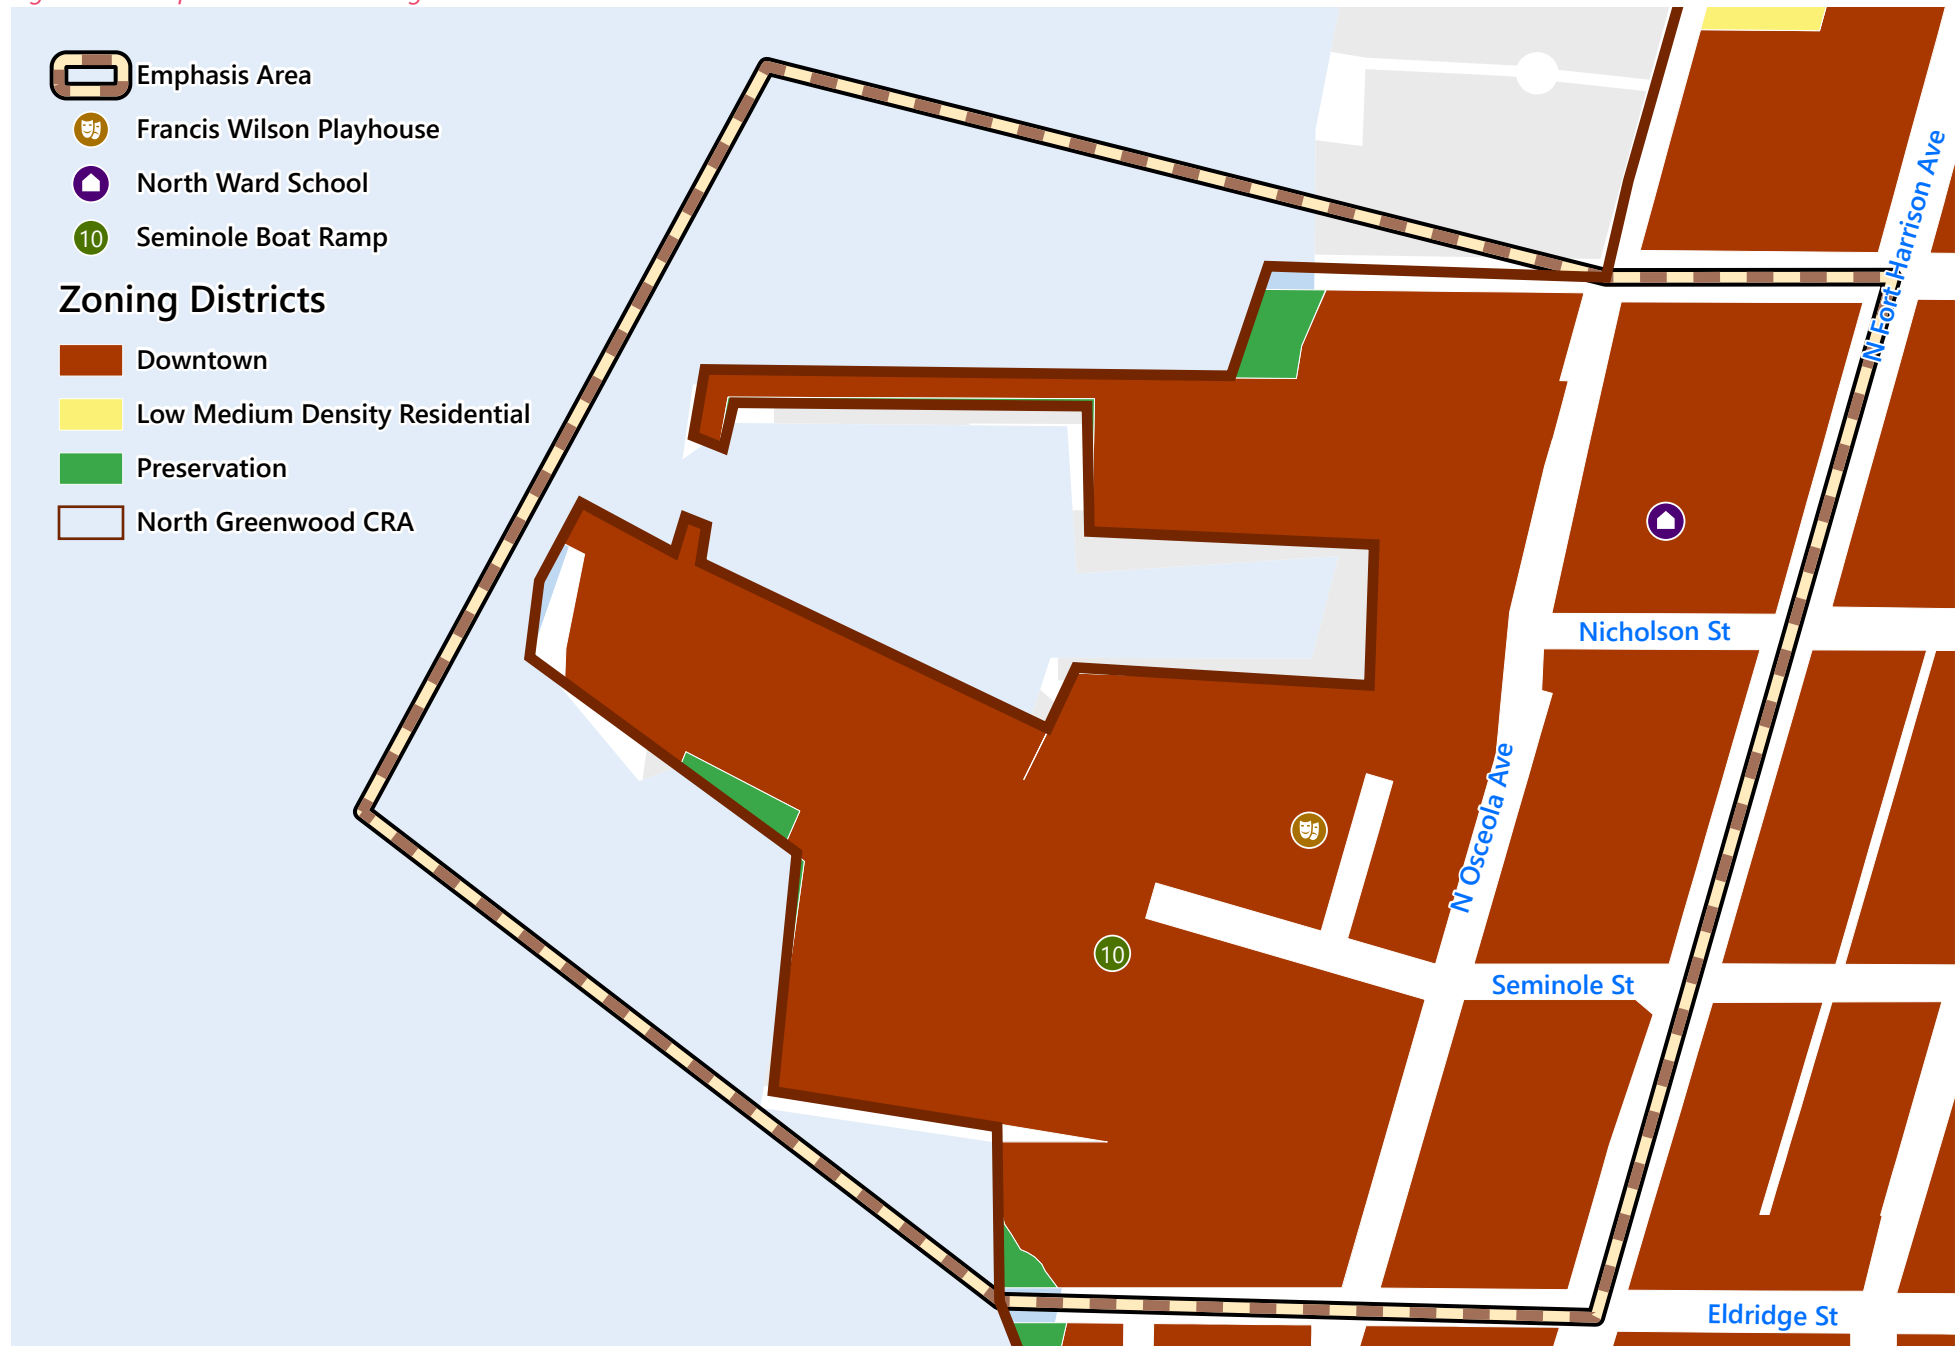 Emphasis Area
Francis Wilson Playhouse
North Ward School
10 Seminole Boat Ramp
Zoning Districts
Downtown
Low Medium Density Residential
Preservation
North Greenwood CRA
N Fort Harrison Ave
Nicholson St
N Osceola Ave
10
Seminole St
Eldridge St